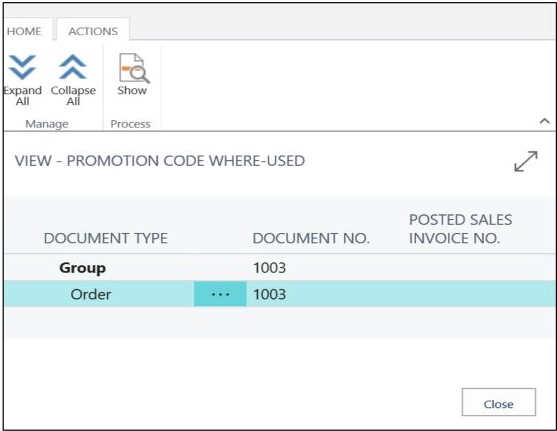 HOME ACTIONS
Expand All Collapse All Show
Manage Process
VIEW - PROMOTION CODE WHERE-USED
DOCUMENT TYPE DOCUMENT NO. POSTED SALES INVOICE NO.
Group 1003
Order ... 1003
Close